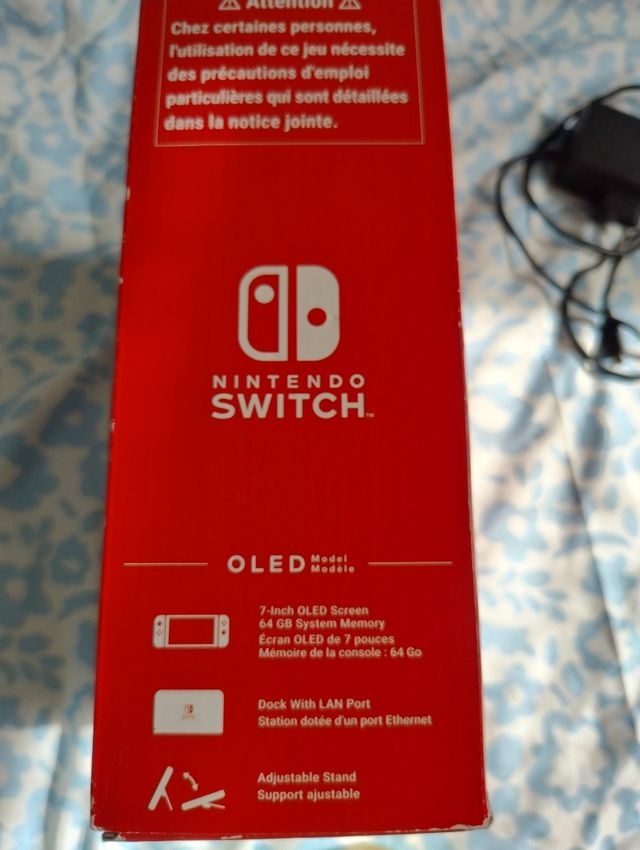 ⚠ Attention ⚠
Chez certaines personnes,
l'utilisation de ce jeu nécessite
des précautions d'emploi
particulières qui sont détaillées
dans la notice jointe.
NINTENDO
SWITCH™
OLED Model
Modèle
7-Inch OLED Screen
64 GB System Memory
Écran OLED de 7 pouces
Mémoire de la console : 64 Go
Dock With LAN Port
Station dotée d'un port Ethernet
Adjustable Stand
Support ajustable